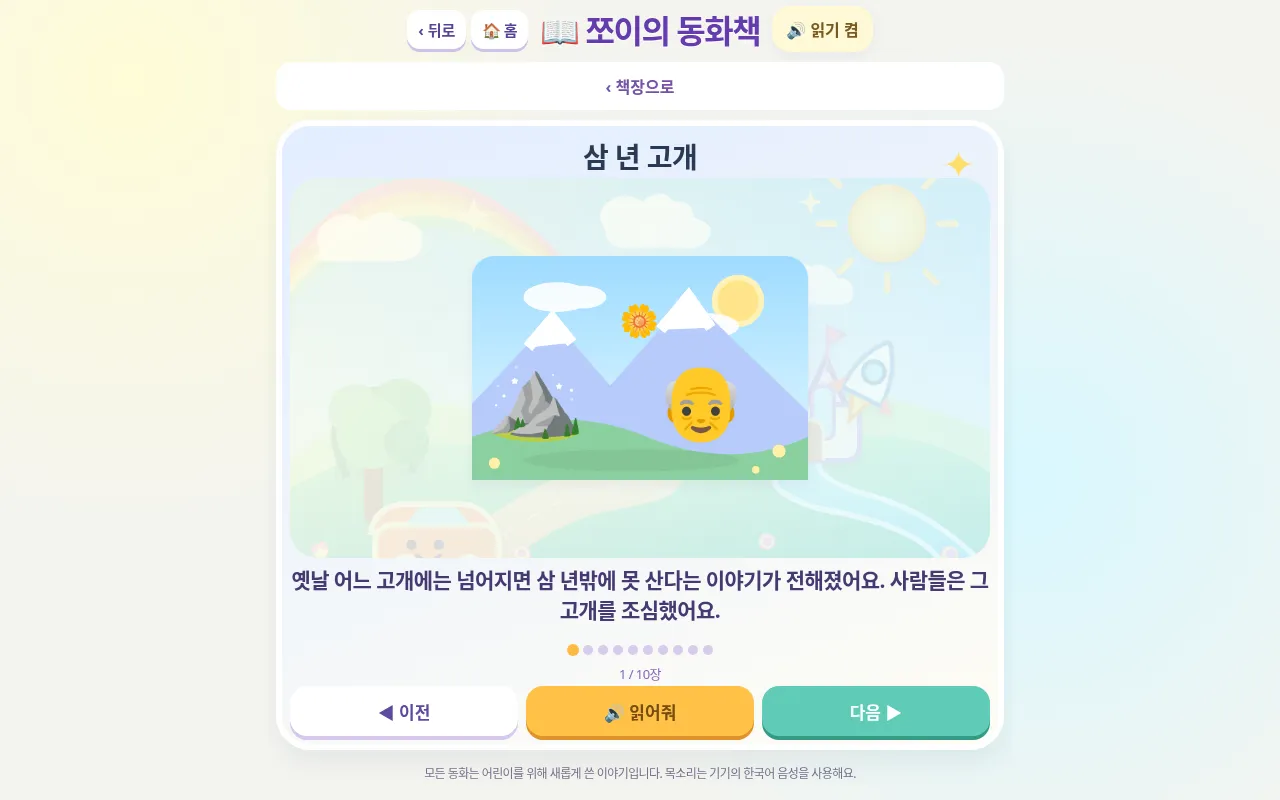 ‹ 뒤로
🏠 홈
📖 쪼이의 동화책
🔊 읽기 켬
‹ 책장으로
삼 년 고개
옛날 어느 고개에는 넘어지면 삼 년밖에 못 산다는 이야기가 전해졌어요. 사람들은 그
고개를 조심했어요.
1 / 10장
◀ 이전
🔊 읽어줘
다음 ▶
모든 동화는 어린이를 위해 새롭게 쓴 이야기입니다. 목소리는 기기의 한국어 음성을 사용해요.